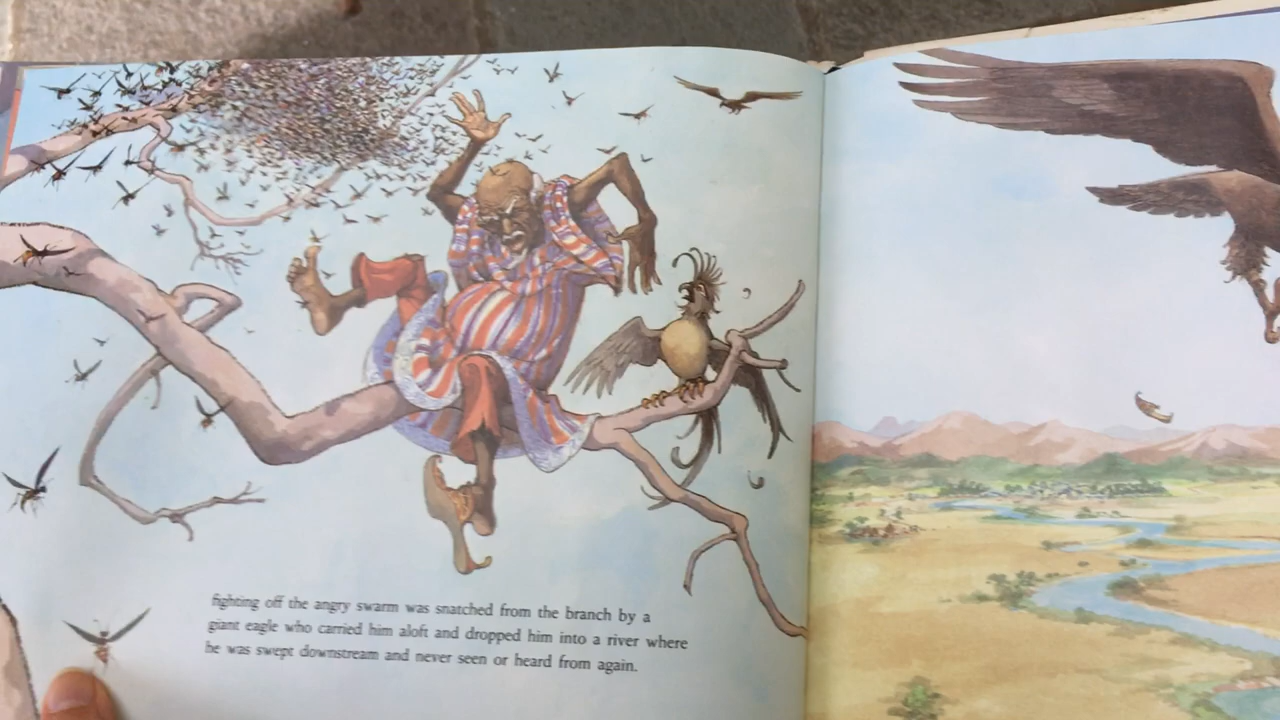 fighting off the angry swarm was snatched from the branch by a
giant eagle who carried him aloft and dropped him into a river where
he was swept downstream and never seen or heard from again.